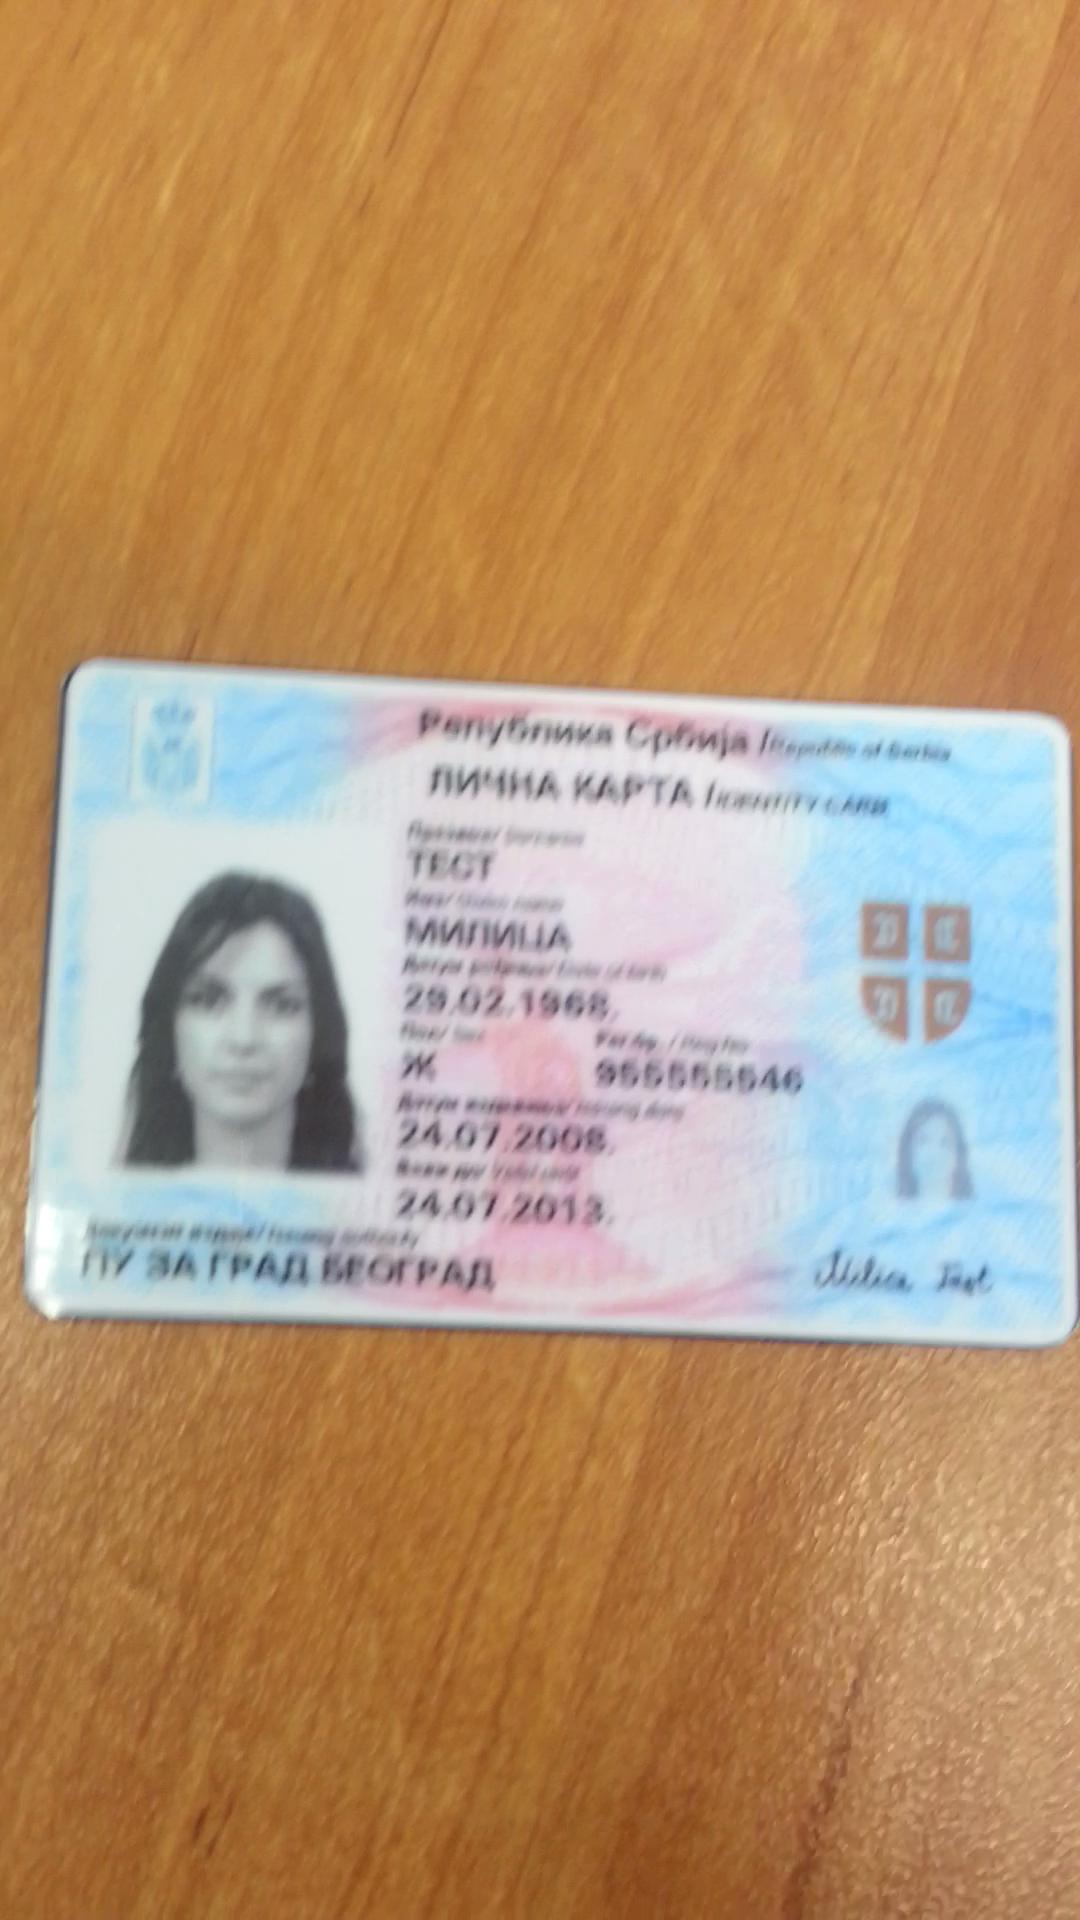 Република Србија /Republic of Serbia
ЛИЧНА КАРТА /IDENTITY CARD
Презиме/ Surname
ТЕСТ
Име/ Given name
МИЛИЦА
Датум рођења/ Date of birth
29.02.1968.
Пол/ Sex Рег.бр. / Reg.No
Ж 955555546
Датум издавања/ Issuing date
24.07.2008.
Важи до/ Valid until
24.07.2013.
Документ издаје/ Issuing authority
ПУ ЗА ГРАД БЕОГРАД
Milica Test